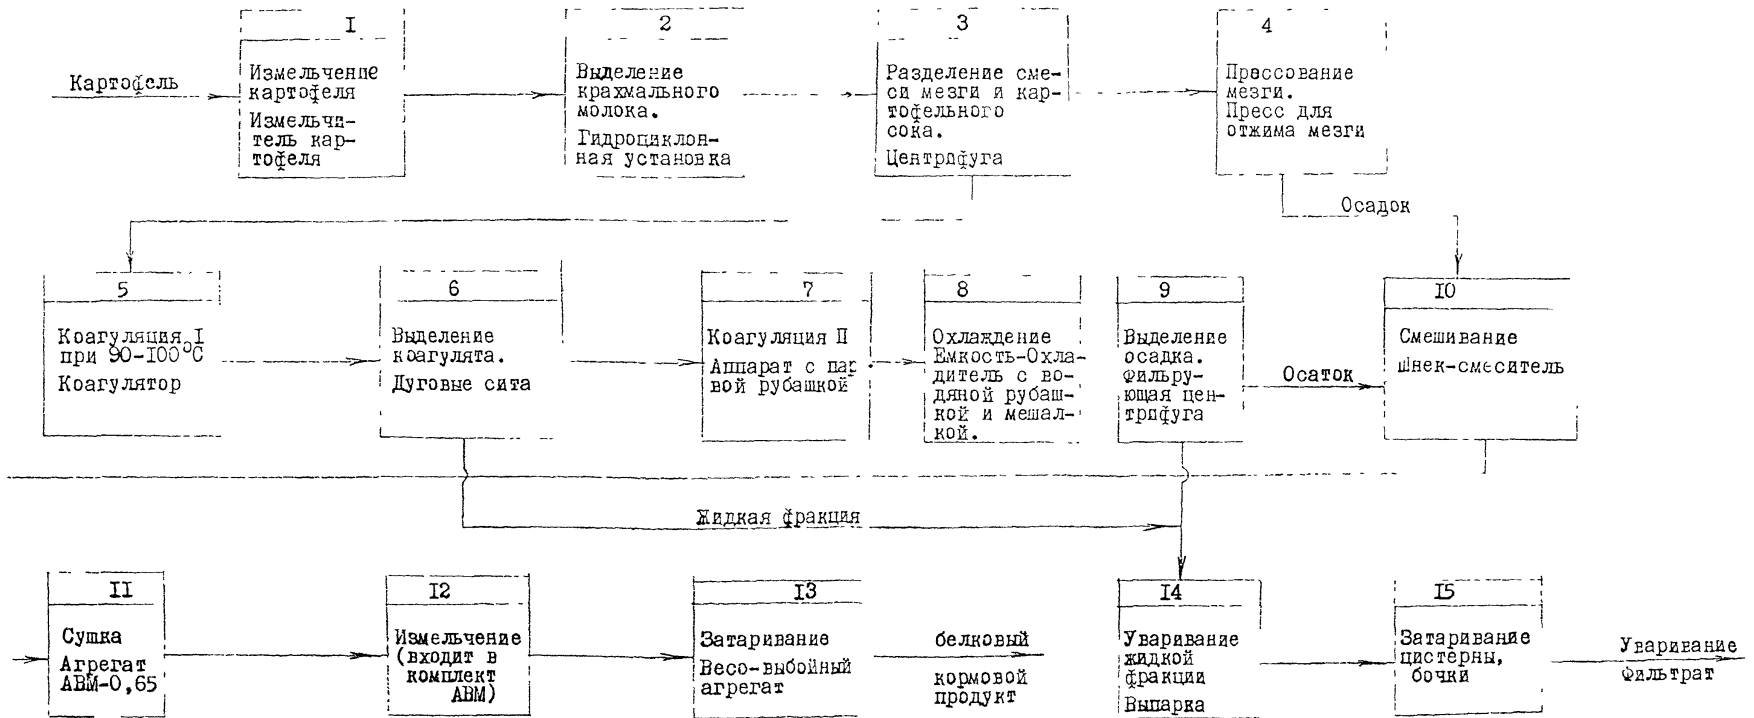 I
2
3
4
Картофель
Измельчение
картофеля
Измельчи-
тель кар-
тофеля
Выделение
крахмального
молока.
Гидроциклон-
ная установка
Разделение сме-
си мезги и кар-
тофельного
сока.
Центрифуга
Прессование
мезги.
Пресс для
отжима мезги
Осадок
5
6
7
8
9
IO
Коагуляция I
при 90-100°С
Коагулятор
Выделение
коагулята.
Дуговые сита
Коагуляция П
Аппарат с пар
вой рубашкой
Охлаждение
Емкость-Охла-
дитель с во-
дяной рубаш-
кой и мешал-
кой.
Выделение
осадка.
Фильру-
ющая цен-
трифуга
Осаток
Смешивание
Шнек-смеситель
Жидкая фракция
II
I2
I3
I4
I5
Сушка
Агрегат
АВМ-0,65
Измельчение
(входит в
комплект
АВМ)
Затаривание
Весо-выбойный
агрегат
белковый
кормовой
продукт
Уваривание
жидкой
фракции
Выпарка
Затаривание
цистерны,
бочки
Уваривание
Фильтрат